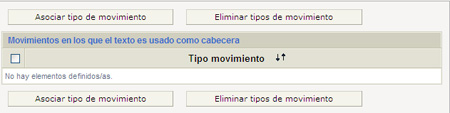 Asociar tipo de movimiento Eliminar tipos de movimiento
Movimientos en los que el texto es usado como cabecera
Tipo movimiento
No hay elementos definidos/as.
Asociar tipo de movimiento Eliminar tipos de movimiento